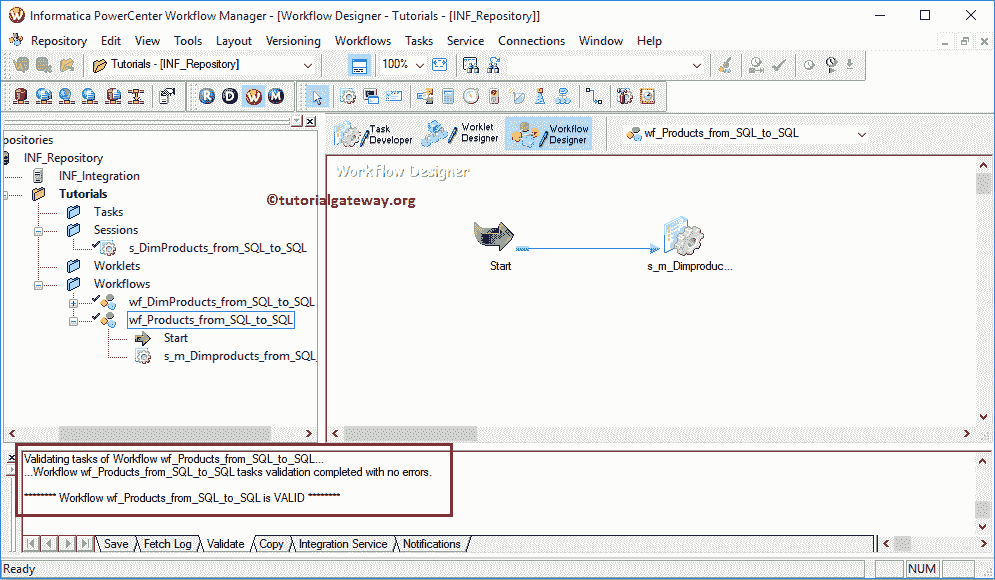 Informatica PowerCenter Workflow Manager - [Workflow Designer - Tutorials - [INF_Repository]]
Repository Edit View Tools Layout Versioning Workflows Tasks Service Connections Window Help
Tutorials - [INF_Repository]
100%
R D W M
positories
INF_Repository
INF_Integration
Tutorials
Tasks
Sessions
s_DimProducts_from_SQL_to_SQL
Worklets
Workflows
wf_DimProducts_from_SQL_to_SQL
wf_Products_from_SQL_to_SQL
Start
s_m_Dimproducts_from_SQL_
Task Developer
Worklet Designer
Workflow Designer
wf_Products_from_SQL_to_SQL
Workflow Designer
©tutorialgateway.org
Start
s_m_Dimproduc...
Validating tasks of Workflow wf_Products_from_SQL_to_SQL...
...Workflow wf_Products_from_SQL_to_SQL tasks validation completed with no errors.
******** Workflow wf_Products_from_SQL_to_SQL is VALID ********
Save Fetch Log Validate Copy Integration Service Notifications
Ready
NUM